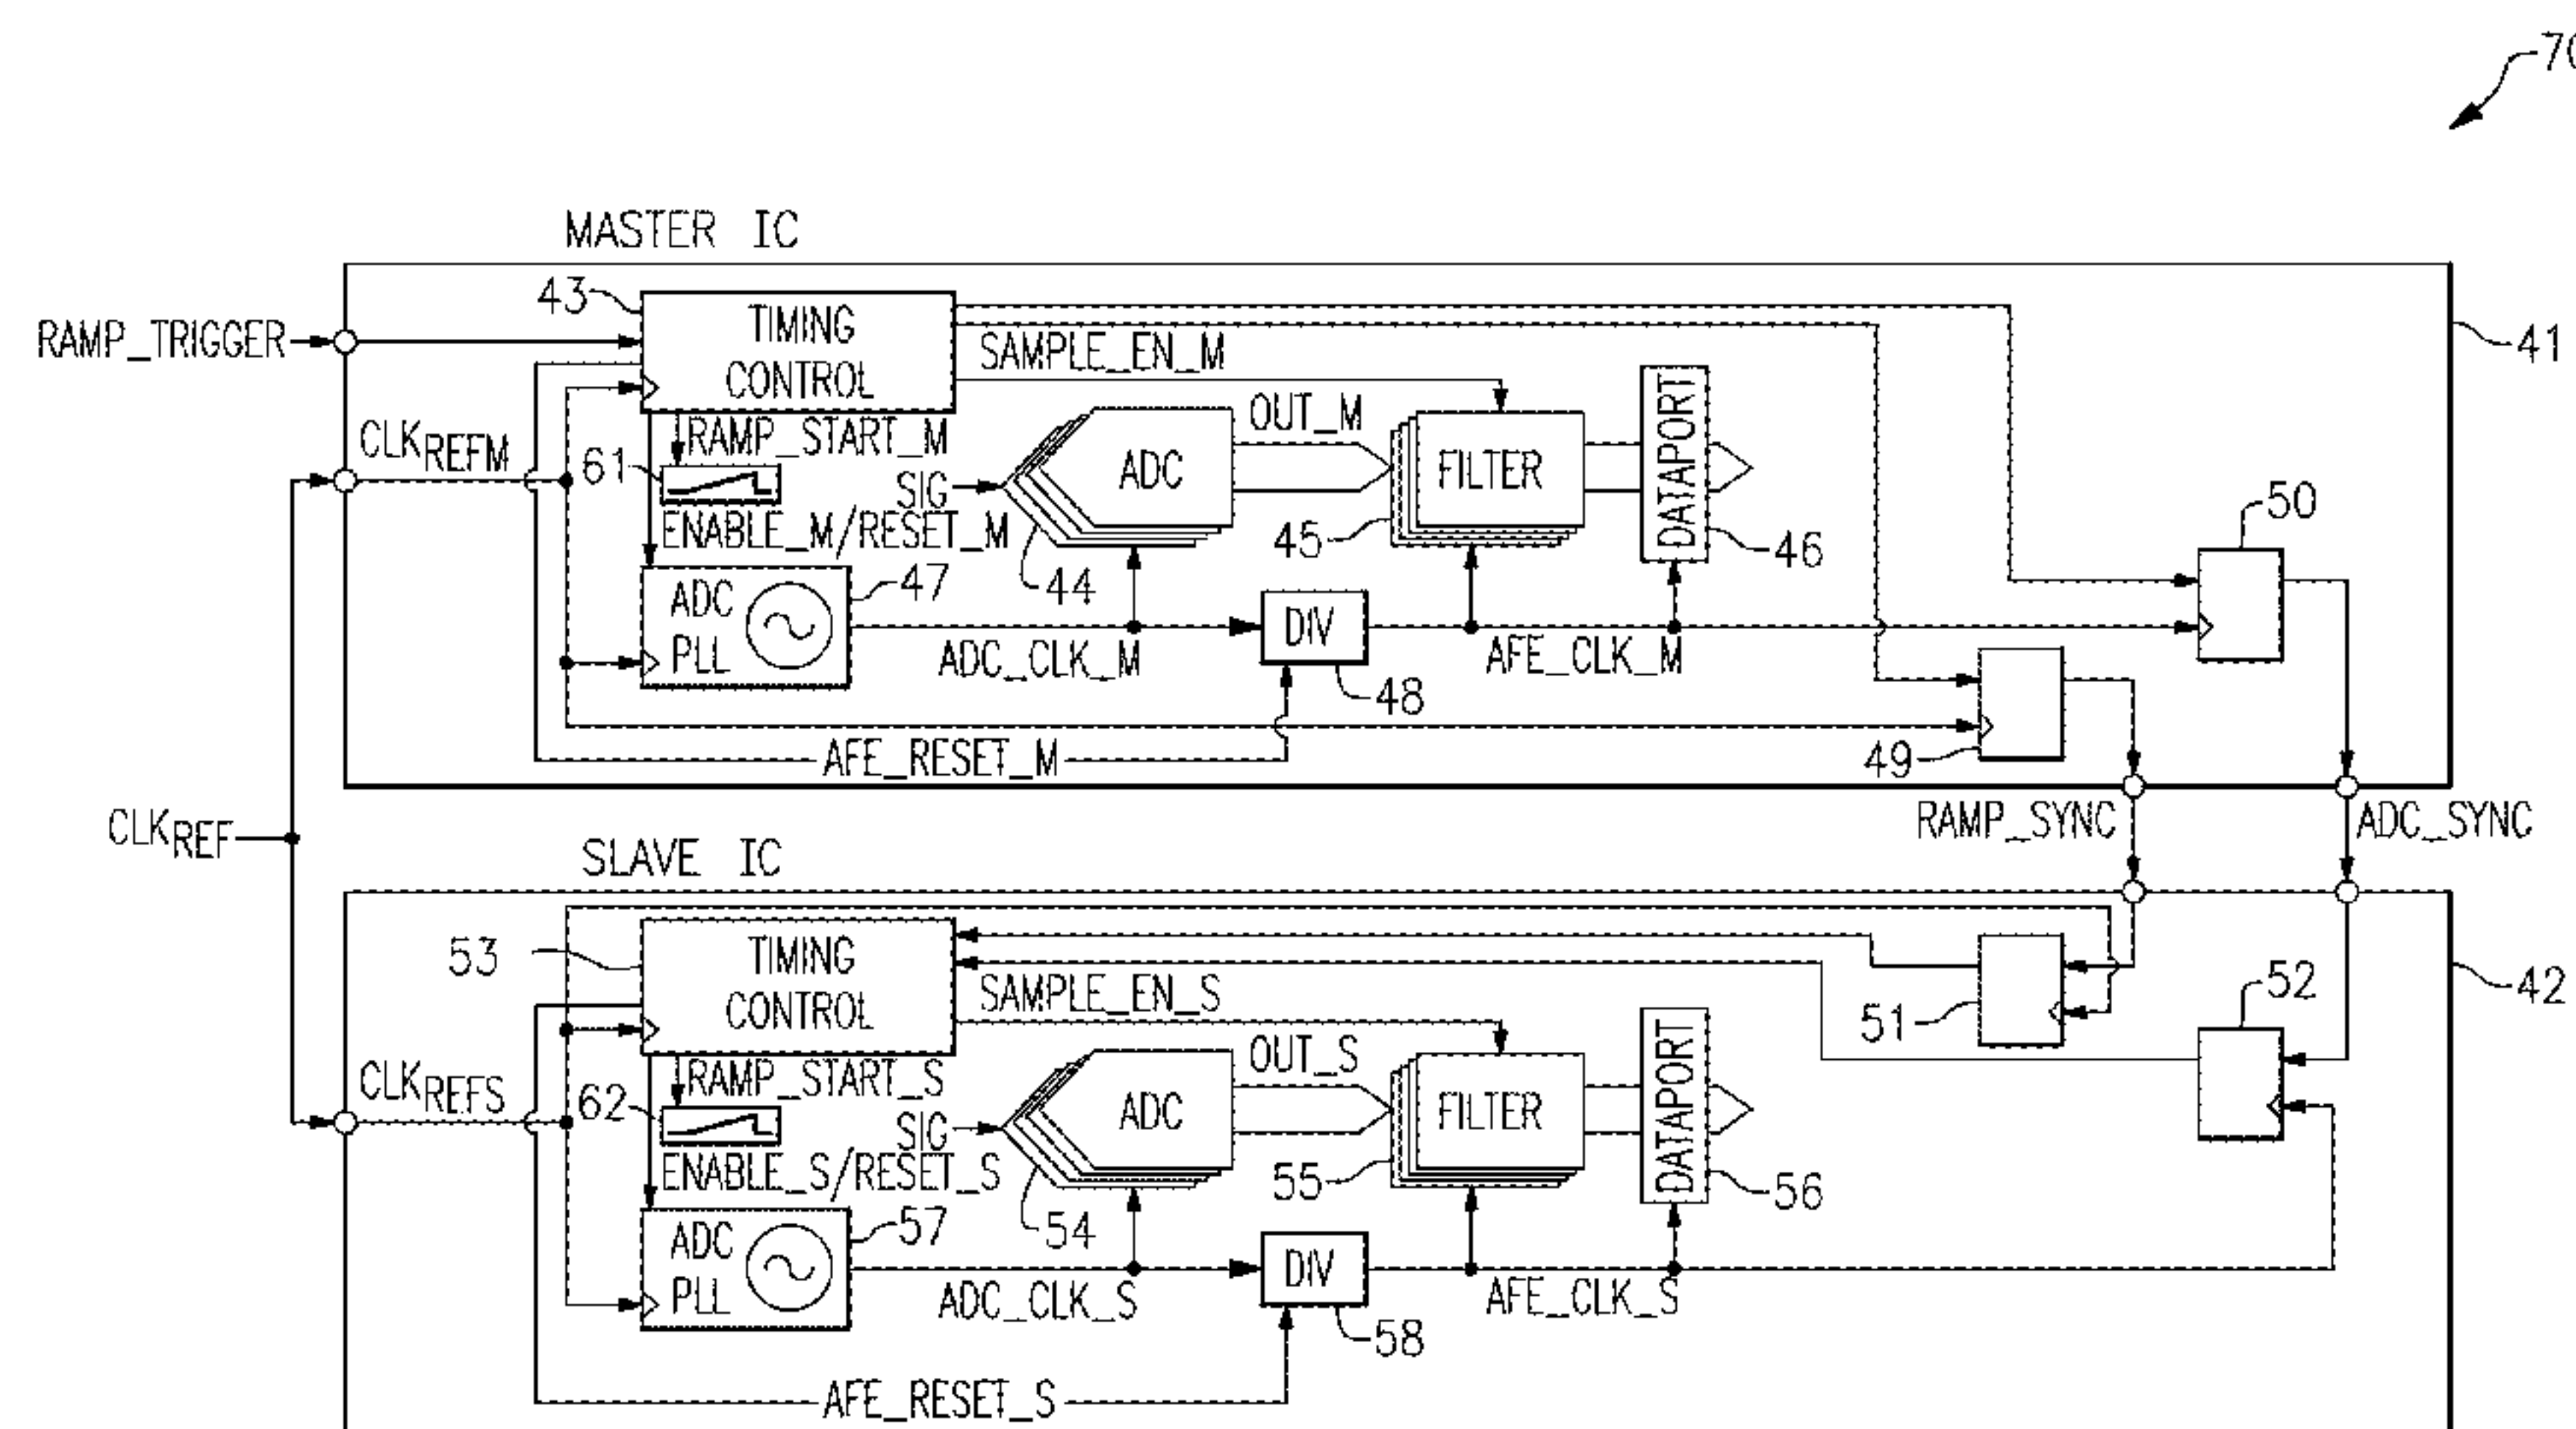 70
MASTER IC
43
TIMING
CONTROL
RAMP_TRIGGER
SAMPLE_EN_M
41
CLKREFM
RAMP_START_M
OUT_M
61
SIG
ADC
FILTER
DATAPORT
50
ENABLE_M/RESET_M
45
46
44
47
ADC
PLL
DIV
ADC_CLK_M
AFE_CLK_M
48
AFE_RESET_M
49
CLKREF
RAMP_SYNC
ADC_SYNC
SLAVE IC
53
TIMING
CONTROL
SAMPLE_EN_S
52
42
51
CLKREFS
RAMP_START_S
OUT_S
62
SIG
ADC
FILTER
DATAPORT
ENABLE_S/RESET_S
55
56
54
57
ADC
PLL
DIV
ADC_CLK_S
AFE_CLK_S
58
AFE_RESET_S